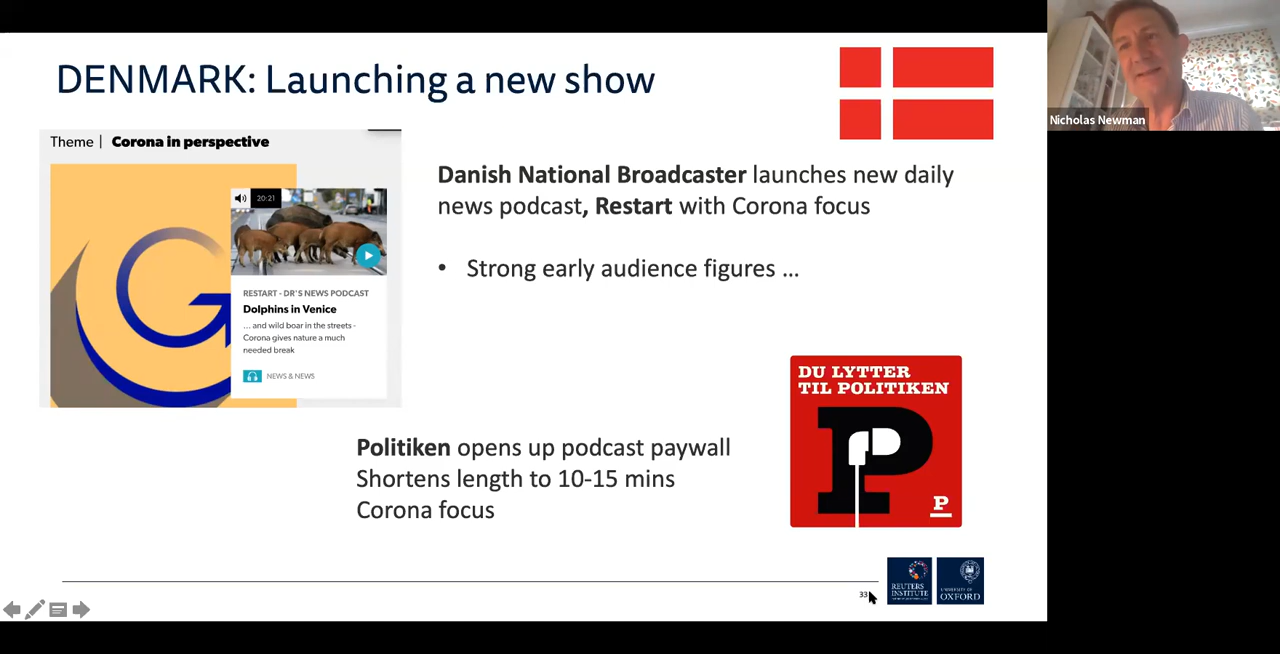 DENMARK: Launching a new show
Nicholas Newman
Theme | Corona in perspective
20:21
RESTART - DR'S NEWS PODCAST
Dolphins in Venice
... and wild boar in the streets -
Corona gives nature a much
needed break
NEWS & NEWS
Danish National Broadcaster launches new daily
news podcast, Restart with Corona focus
• Strong early audience figures ...
DU LYTTER
TIL POLITIKEN
P
P
Politiken opens up podcast paywall
Shortens length to 10-15 mins
Corona focus
33
REUTERS
INSTITUTE
UNIVERSITY OF
OXFORD